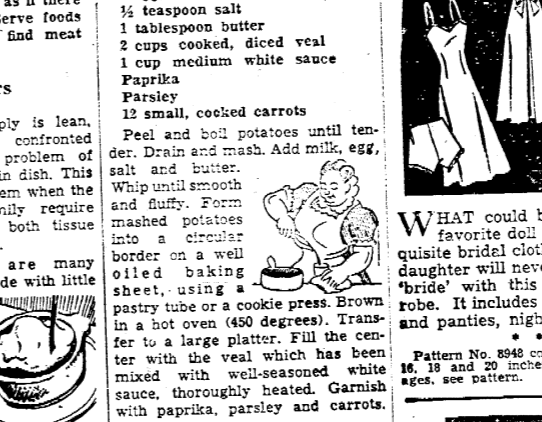 as if there
serve foods
find meat
rs
ply is lean,
confronted
problem of
in dish. This
em when the
mily require
both tissue
are many
de with little
½ teaspoon salt
1 tablespoon butter
2 cups cooked, diced veal
1 cup medium white sauce
Paprika
Parsley
12 small, cooked carrots
Peel and boil potatoes until ten-
der. Drain and mash. Add milk, egg,
salt and butter.
Whip until smooth
and fluffy. Form
mashed potatoes
into a circular
border on a well
oiled baking
sheet, using a
pastry tube or a cookie press. Brown
in a hot oven (450 degrees). Trans-
fer to a large platter. Fill the cen-
ter with the veal which has been
mixed with well-seasoned white
sauce, thoroughly heated. Garnish
with paprika, parsley and carrots.
WHAT could b
favorite doll
quisite bridal clot
daughter will neve
'bride' with this
robe. It includes
and panties, nigh
* *
Pattern No. 8948 co
16, 18 and 20 inche
ages, see pattern.